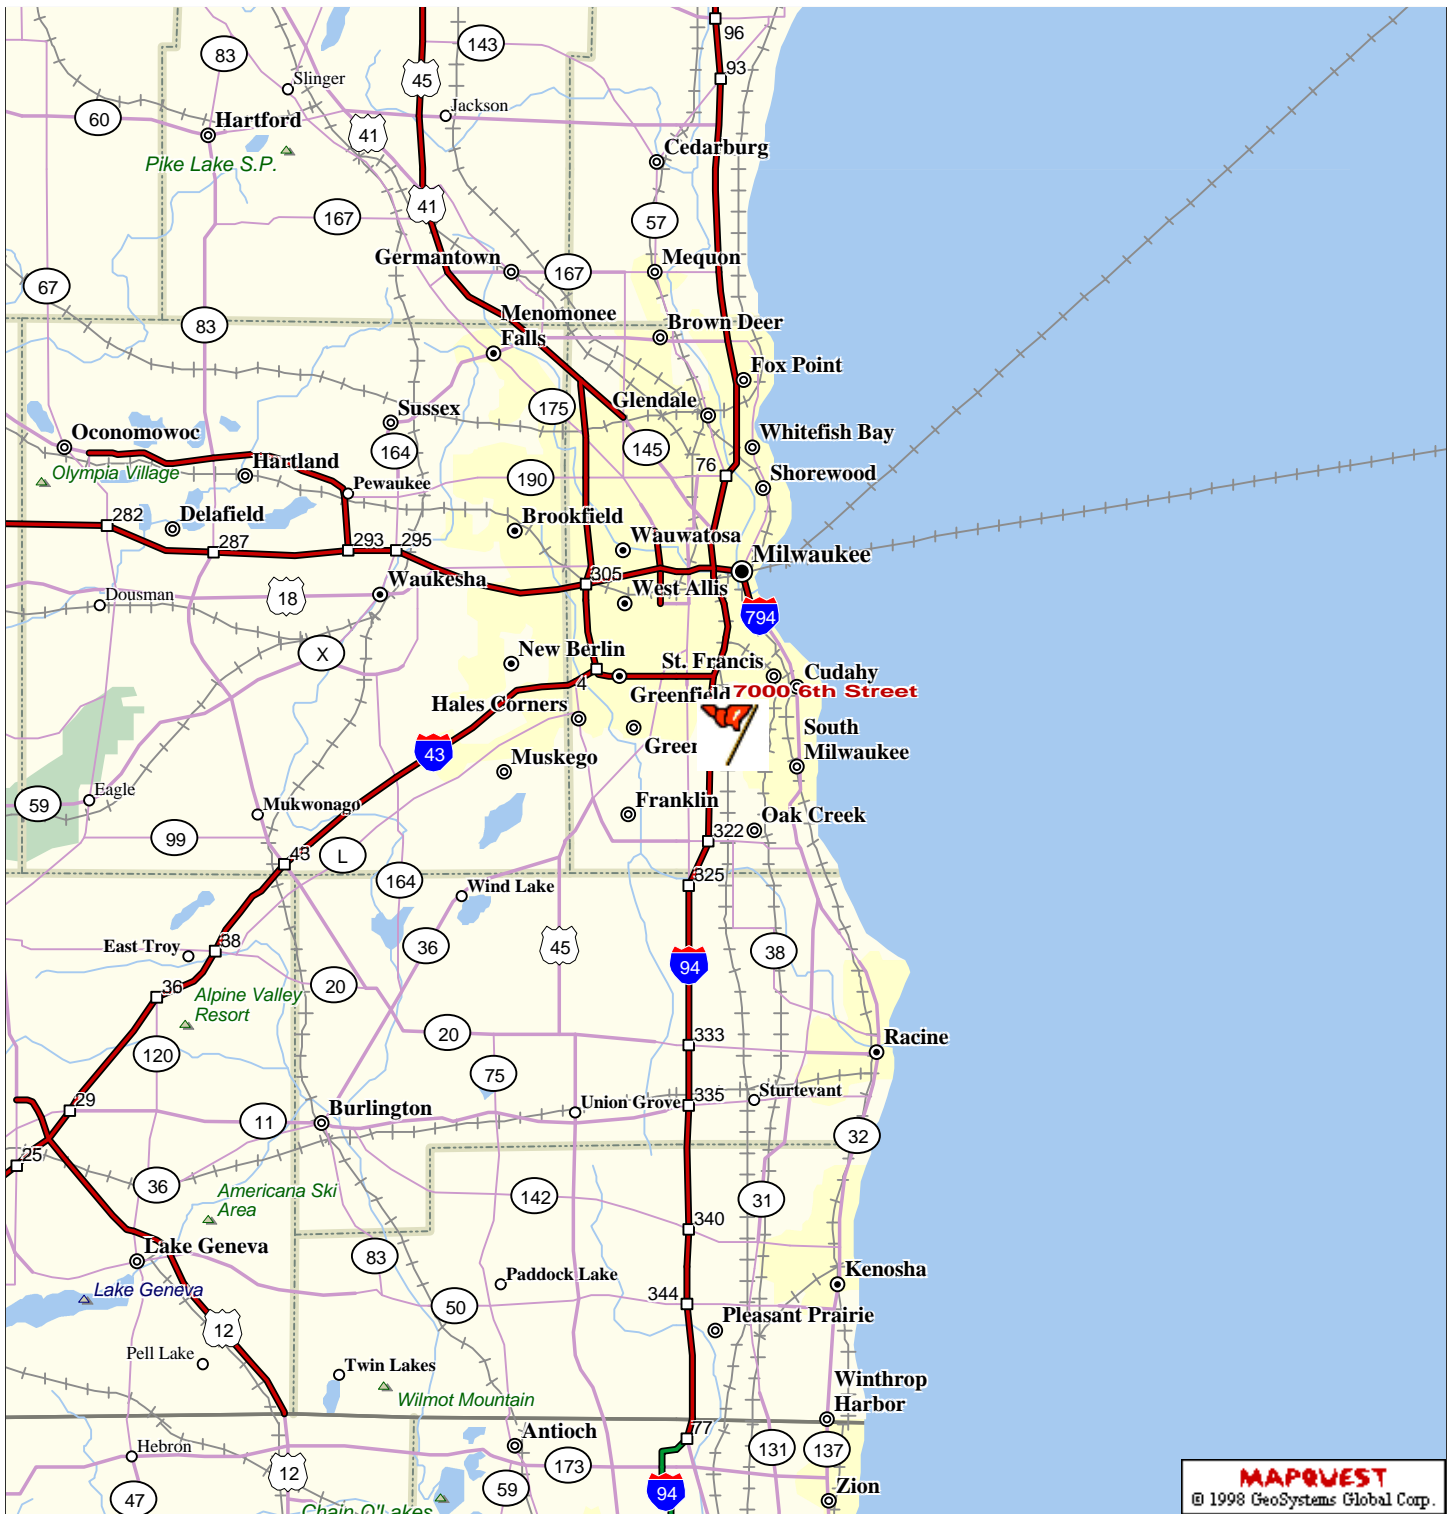 96
83
143
Slinger
45
93
Jackson
60
Hartford
41
Cedarburg
Pike Lake S.P.
41
167
57
Germantown
167
Mequon
67
83
Menomonee
Falls
Brown Deer
Fox Point
Sussex
175
Glendale
Oconomowoc
164
145
Whitefish Bay
Olympia Village
Hartland
76
Shorewood
Pewaukee
190
282
Delafield
Brookfield
Wauwatosa
287
293
295
Milwaukee
Waukesha
305
West Allis
Dousman
18
794
X
New Berlin
St. Francis
Cudahy
4
Greenfield
7000 6th Street
Hales Corners
South
Milwaukee
43
Green
Muskego
Eagle
59
Mukwonago
Franklin
Oak Creek
99
322
43
L
325
164
Wind Lake
East Troy
38
36
45
38
94
36
Alpine Valley
Resort
20
20
333
Racine
120
75
29
335
Sturtevant
Union Grove
Burlington
11
32
25
36
Americana Ski
Area
142
31
340
Lake Geneva
83
Kenosha
Lake Geneva
Paddock Lake
50
344
Pleasant Prairie
12
Pell Lake
Twin Lakes
Wilmot Mountain
Winthrop
Harbor
77
Antioch
Hebron
131
137
12
173
47
59
94
Zion
Chain O'Lakes
MAPQUEST
© 1998 GeoSystems Global Corp.